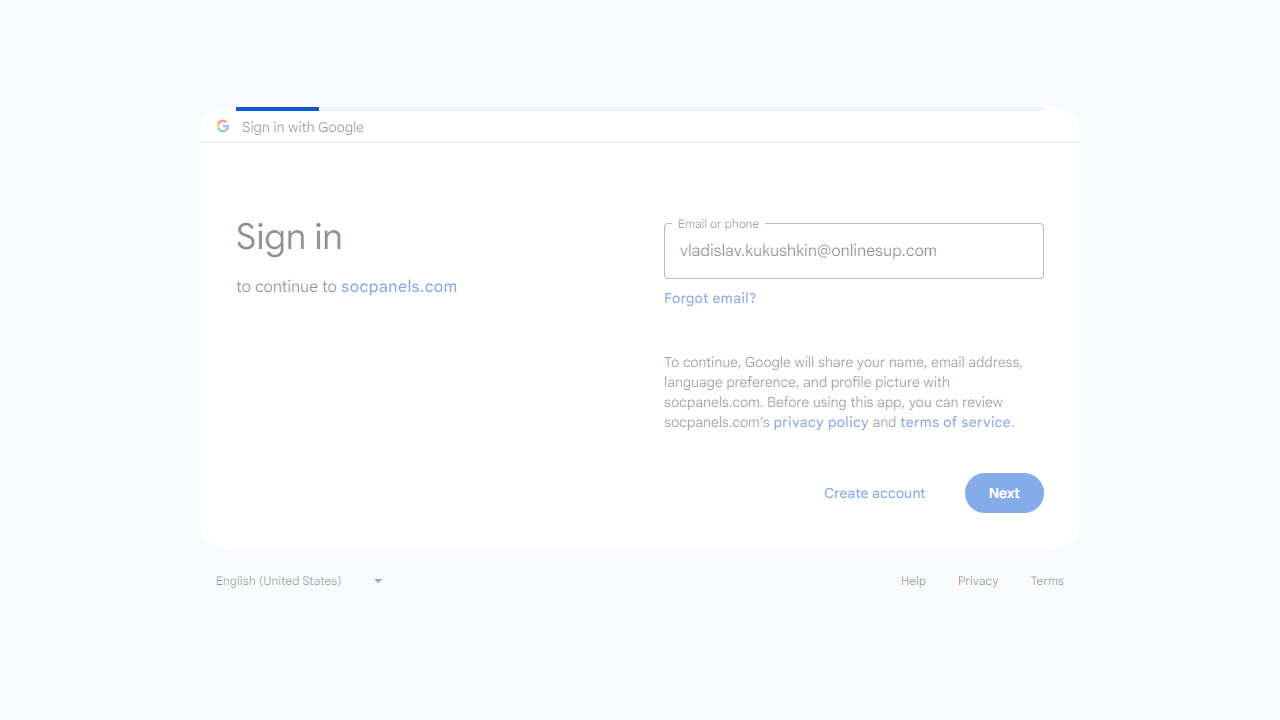 Sign in with Google
Sign in
to continue to socpanels.com
Email or phone
vladislav.kukushkin@onlinesup.com
Forgot email?
To continue, Google will share your name, email address,
language preference, and profile picture with
socpanels.com. Before using this app, you can review
socpanels.com’s privacy policy and terms of service.
Create account
Next
English (United States)
Help
Privacy
Terms